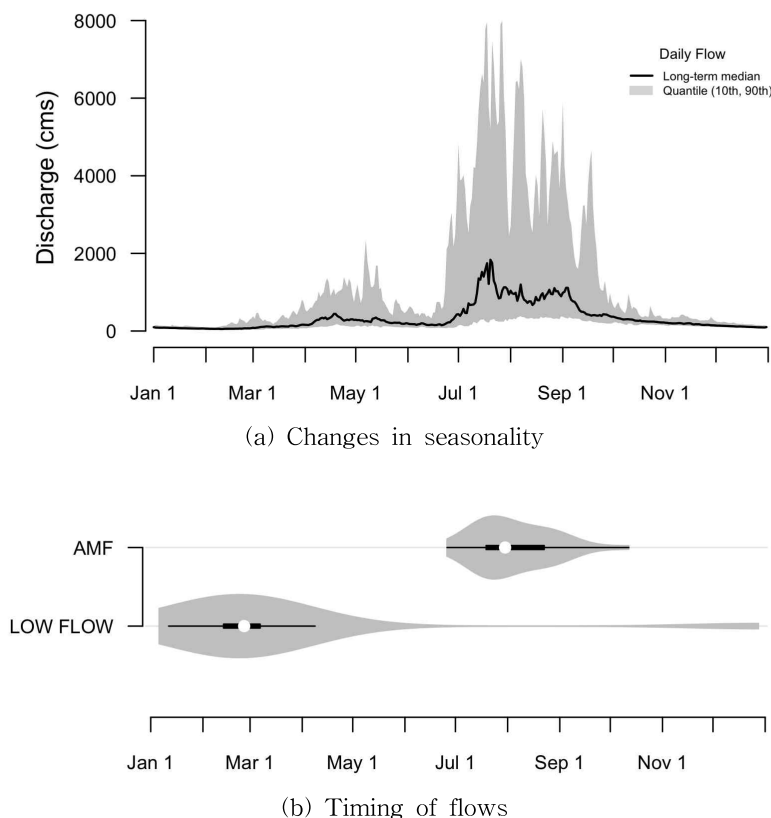 8000
6000
4000
2000
0
Discharge (cms)
Daily Flow
Long-term median
Quantile (10th, 90th)
Jan 1 Mar 1 May 1 Jul 1 Sep 1 Nov 1
(a) Changes in seasonality
AMF
LOW FLOW
Jan 1 Mar 1 May 1 Jul 1 Sep 1 Nov 1
(b) Timing of flows